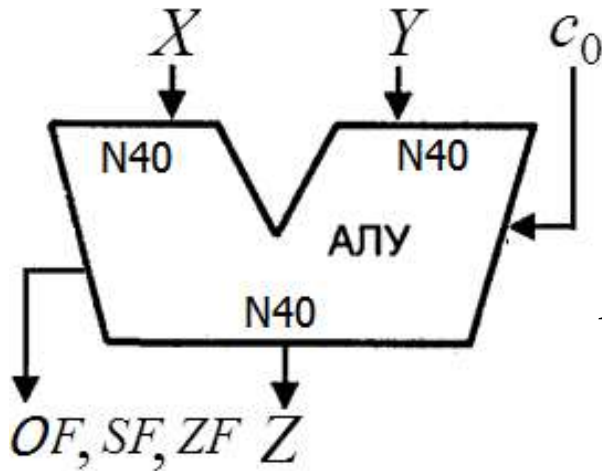 X Y c₀
N40 N40
АЛУ
N40
OF, SF, ZF Z